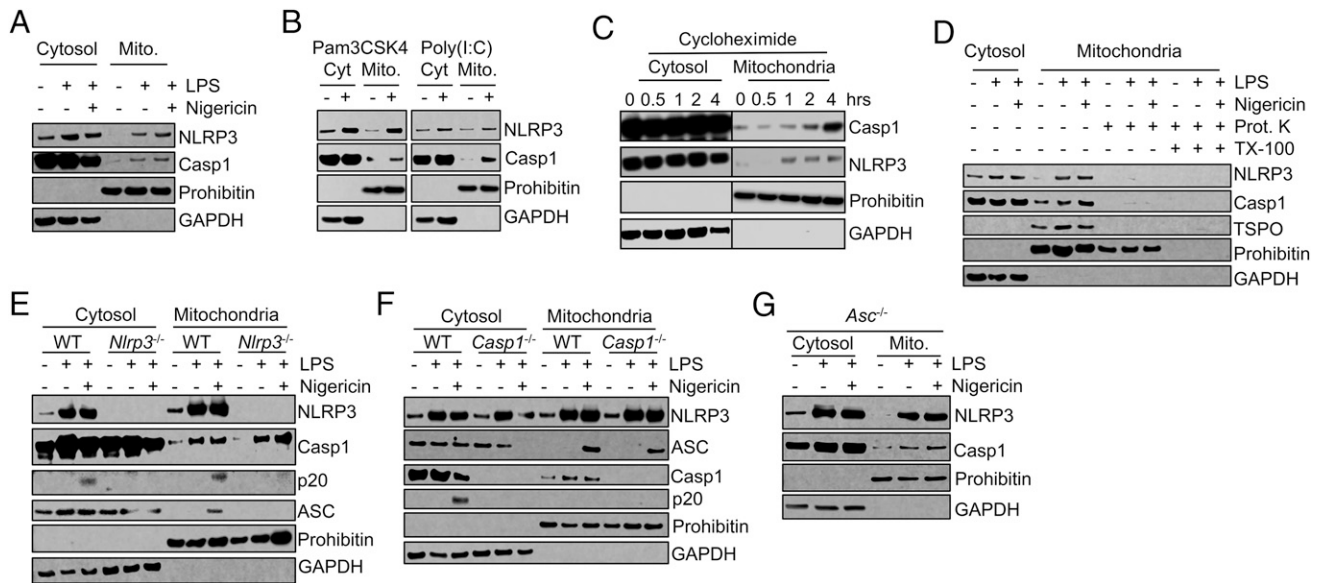 A
Cytosol Mito.
- + + - + + LPS
- - + - - + Nigericin
NLRP3
Casp1
Prohibitin
GAPDH
B
Pam3CSK4 Poly(I:C)
Cyt Mito. Cyt Mito.
- + - + - + - +
NLRP3
Casp1
Prohibitin
GAPDH
C
Cycloheximide
Cytosol Mitochondria
0 0.5 1 2 4 0 0.5 1 2 4 hrs
Casp1
NLRP3
Prohibitin
GAPDH
D
Cytosol Mitochondria
- + + - + + - + + - + + LPS
- - + - - + - - + - - + Nigericin
- - - - - - + + + + + + Prot. K
- - - - - - - - - + + + TX-100
NLRP3
Casp1
TSPO
Prohibitin
GAPDH
E
Cytosol Mitochondria
WT Nlrp3-/- WT Nlrp3-/-
- + + - + + - + + - + + LPS
- - + - - + - - + - - + Nigericin
NLRP3
Casp1
p20
ASC
Prohibitin
GAPDH
F
Cytosol Mitochondria
WT Casp1-/- WT Casp1-/-
- + + - + + - + + - + + LPS
- - + - - + - - + - - + Nigericin
NLRP3
ASC
Casp1
p20
Prohibitin
GAPDH
G
Asc-/-
Cytosol Mito.
- + + - + + LPS
- - + - - + Nigericin
NLRP3
Casp1
Prohibitin
GAPDH